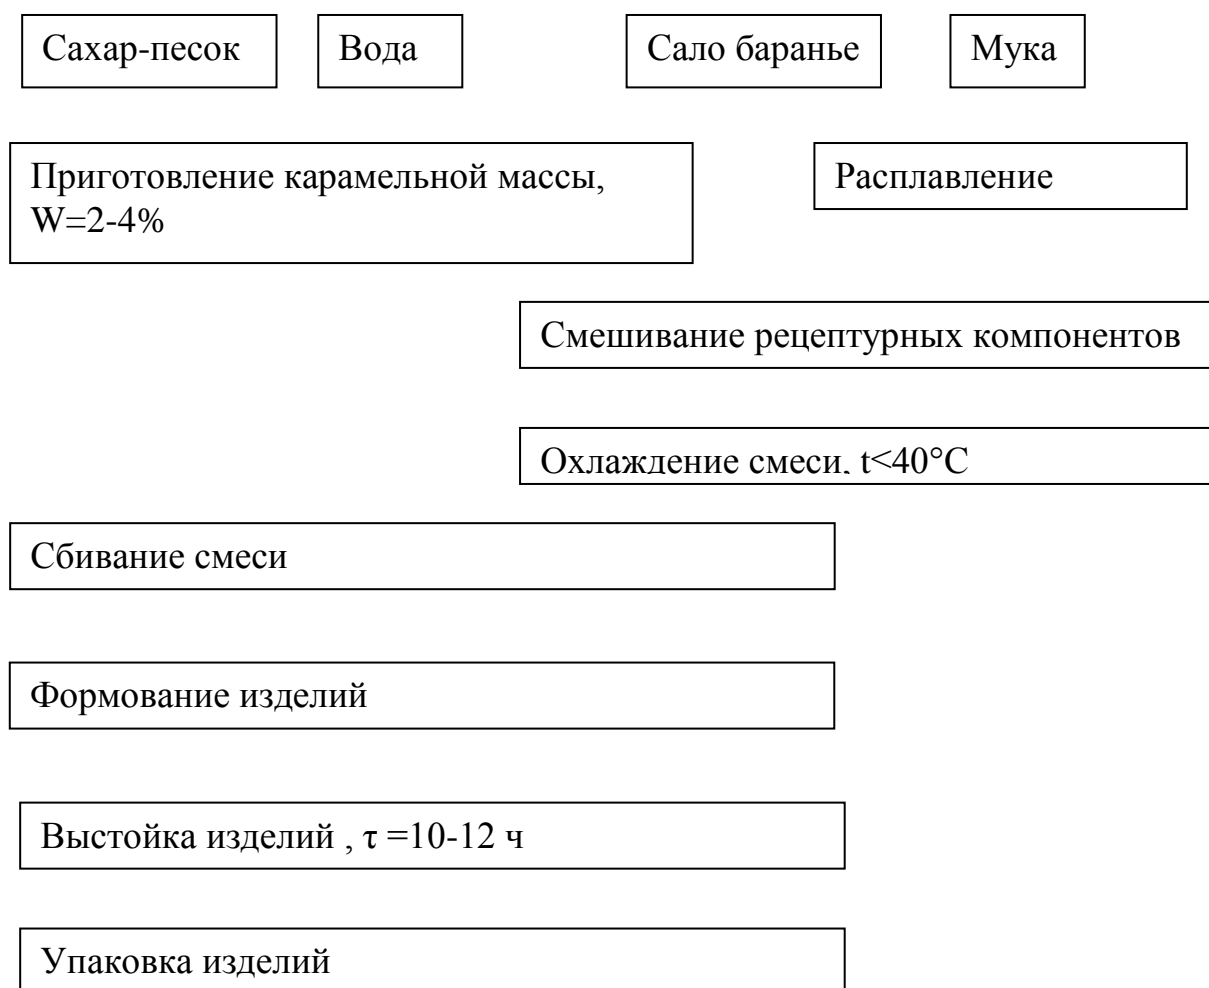 Сахар-песок
Вода
Сало баранье
Мука
Приготовление карамельной массы,
W=2-4%
Расплавление
Смешивание рецептурных компонентов
Охлаждение смеси, t<40°С
Сбивание смеси
Формование изделий
Выстойка изделий , τ =10-12 ч
Упаковка изделий